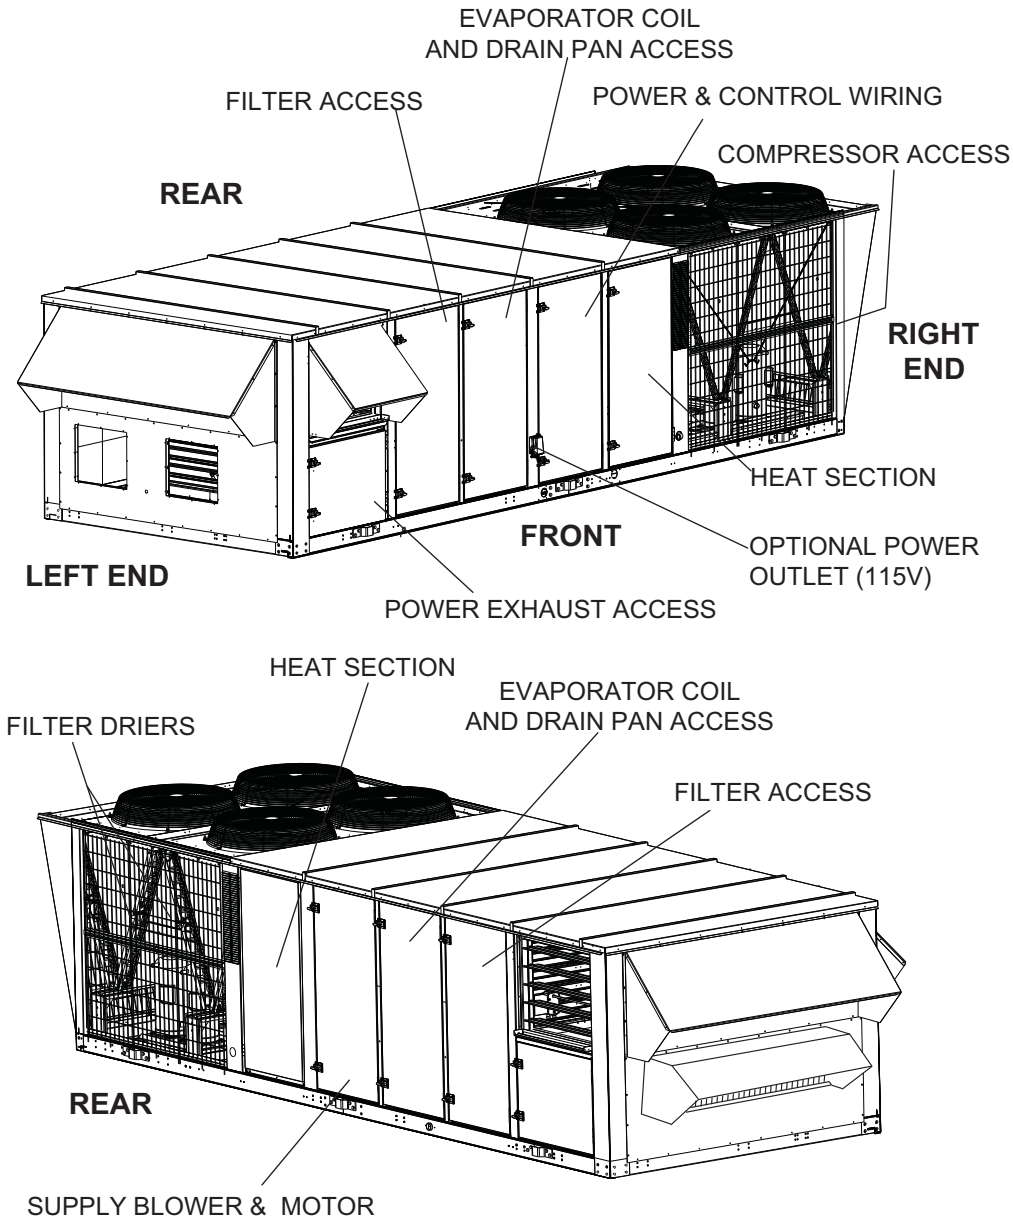 EVAPORATOR COIL
AND DRAIN PAN ACCESS
FILTER ACCESS
POWER & CONTROL WIRING
COMPRESSOR ACCESS
REAR
RIGHT
END
HEAT SECTION
FRONT
OPTIONAL POWER
OUTLET (115V)
LEFT END
POWER EXHAUST ACCESS
HEAT SECTION
EVAPORATOR COIL
AND DRAIN PAN ACCESS
FILTER DRIERS
FILTER ACCESS
REAR
SUPPLY BLOWER & MOTOR